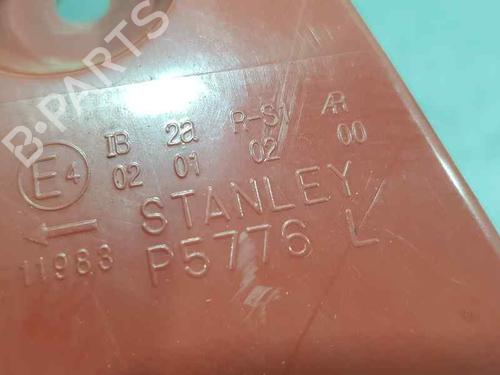 B-PARTS
IB 2a R-S1 AR
E4 02 01 02 00
← STANLEY
11983 P5776 L